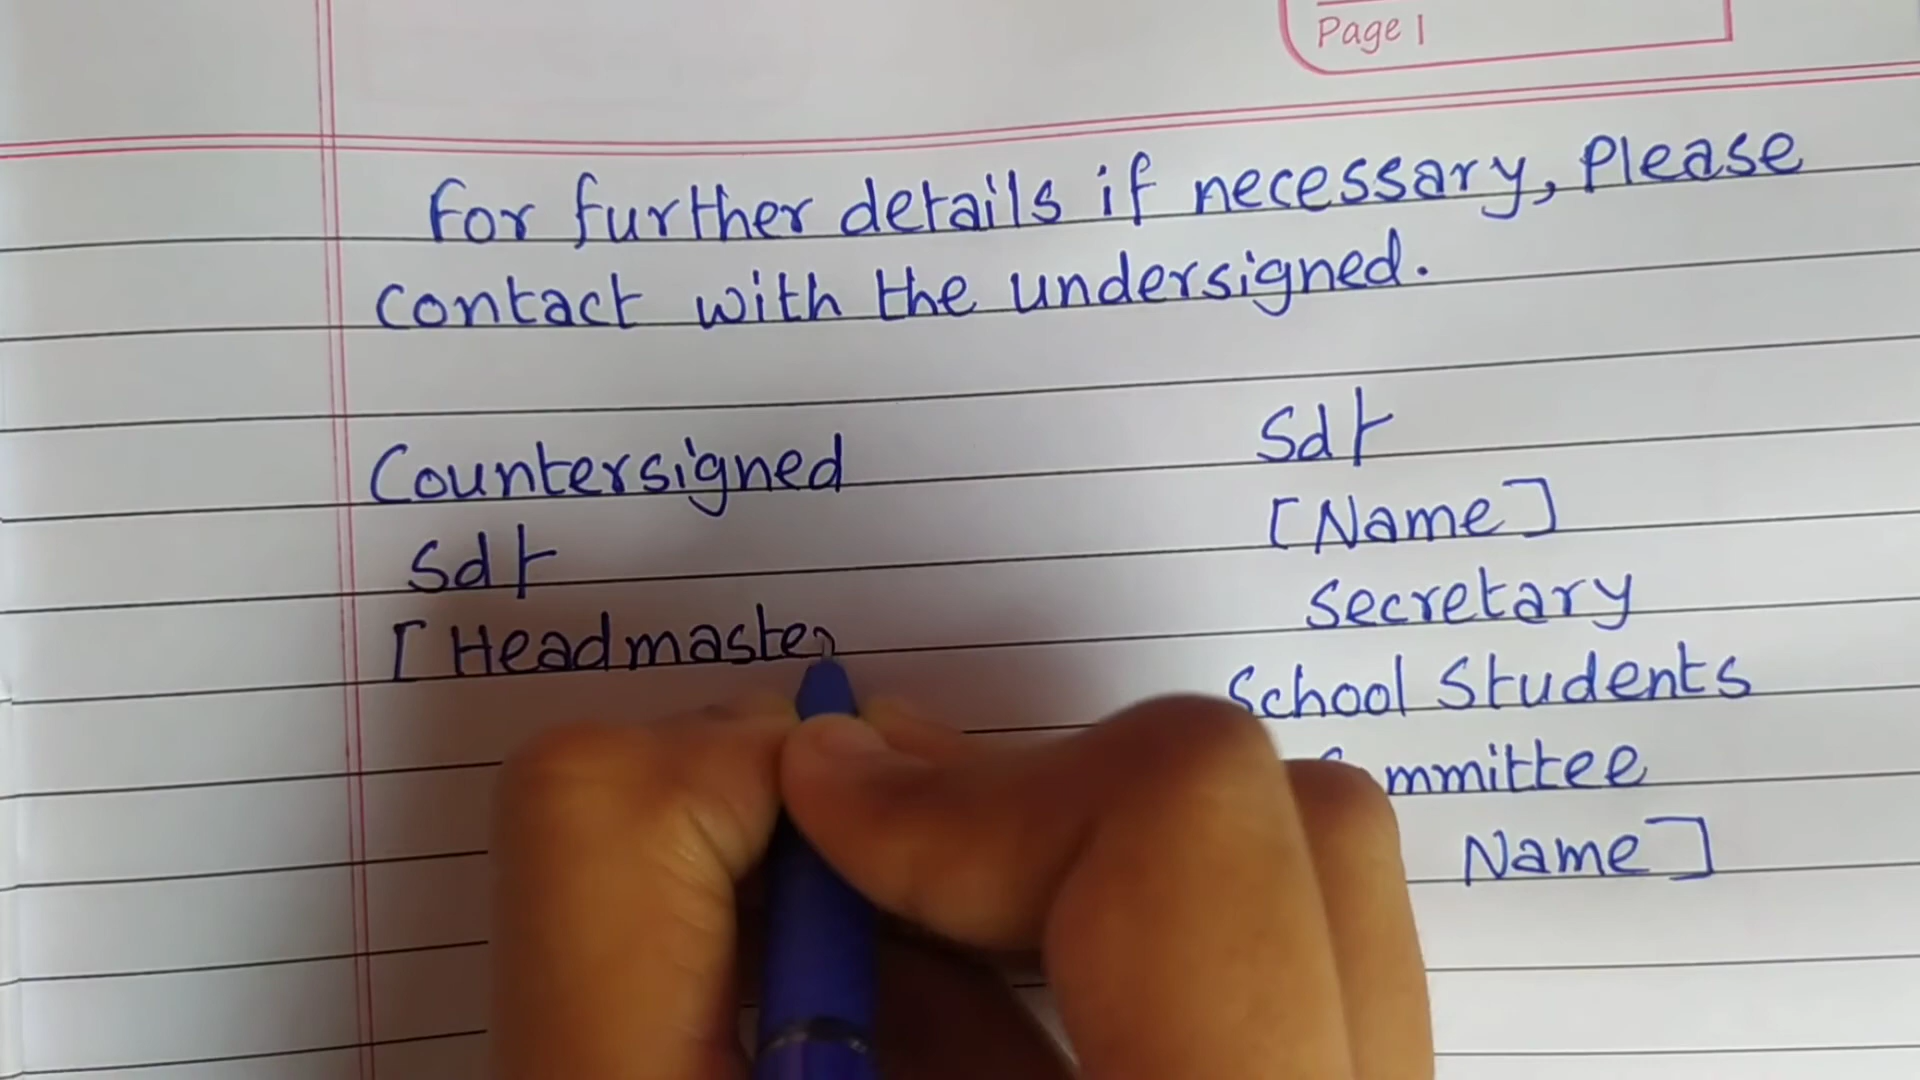 Page 1
For further details if necessary, Please
contact with the undersigned.
Countersigned
Sd/-
[Headmaster
Sd/-
[Name]
Secretary
School Students
mmittee
Name]